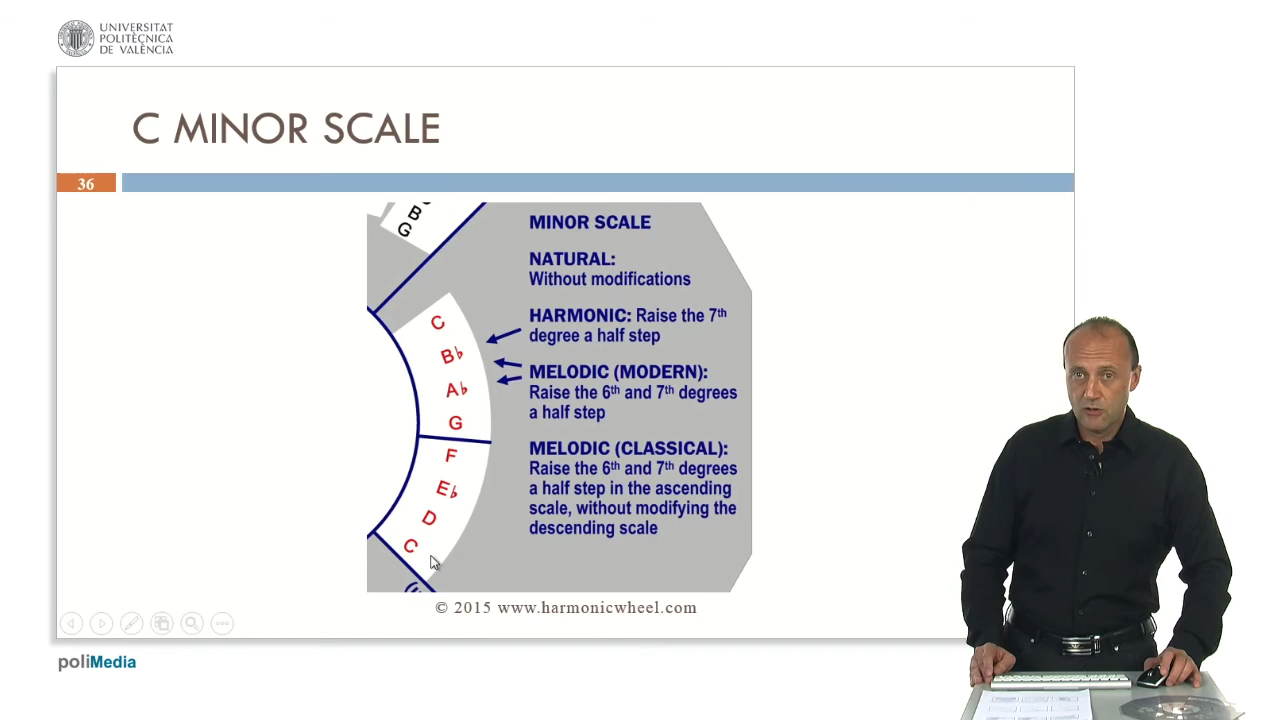 UNIVERSITAT
POLITÈCNICA
DE VALÈNCIA
C MINOR SCALE
36
B
G
C
B♭
A♭
G
F
E♭
D
C
MINOR SCALE
NATURAL:
Without modifications
HARMONIC: Raise the 7th
degree a half step
MELODIC (MODERN):
Raise the 6th and 7th degrees
a half step
MELODIC (CLASSICAL):
Raise the 6th and 7th degrees
a half step in the ascending
scale, without modifying the
descending scale
© 2015 www.harmonicwheel.com
poliMedia